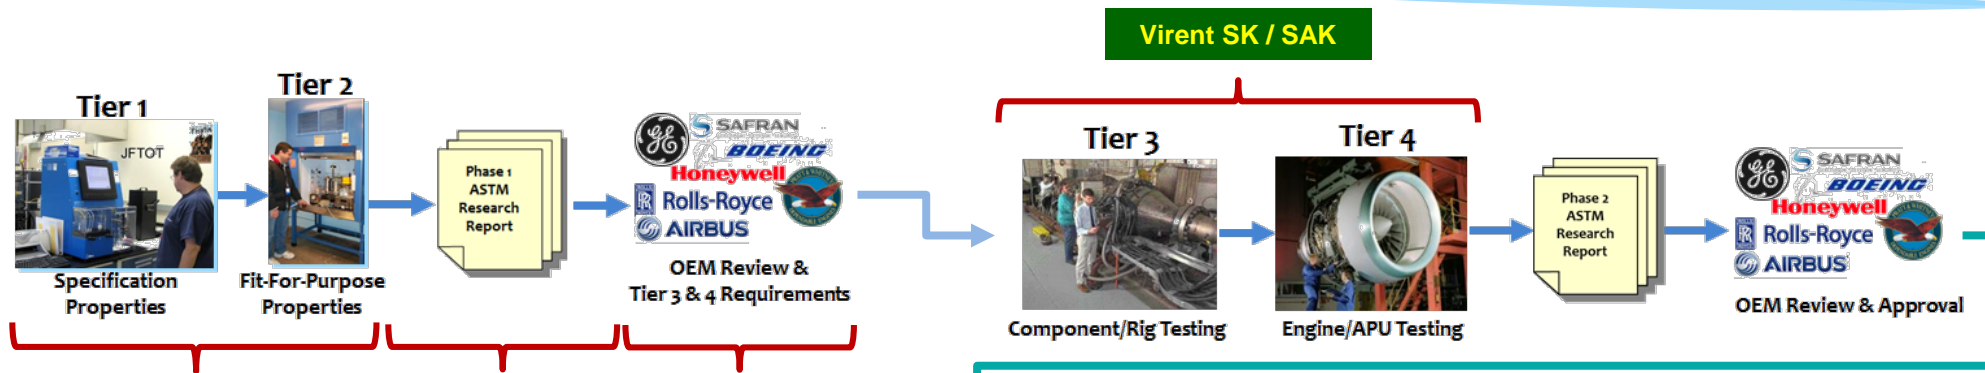 Virent SK / SAK
Tier 1
JFTOT
Specification
Properties
Tier 2
Fit-For-Purpose
Properties
Phase 1
ASTM
Research
Report
GE
SAFRAN
BOEING
Honeywell
Rolls-Royce
AIRBUS
OEM Review &
Tier 3 & 4 Requirements
Tier 3
Component/Rig Testing
Tier 4
Engine/APU Testing
Phase 2
ASTM
Research
Report
GE
SAFRAN
BOEING
Honeywell
Rolls-Royce
AIRBUS
OEM Review & Approval